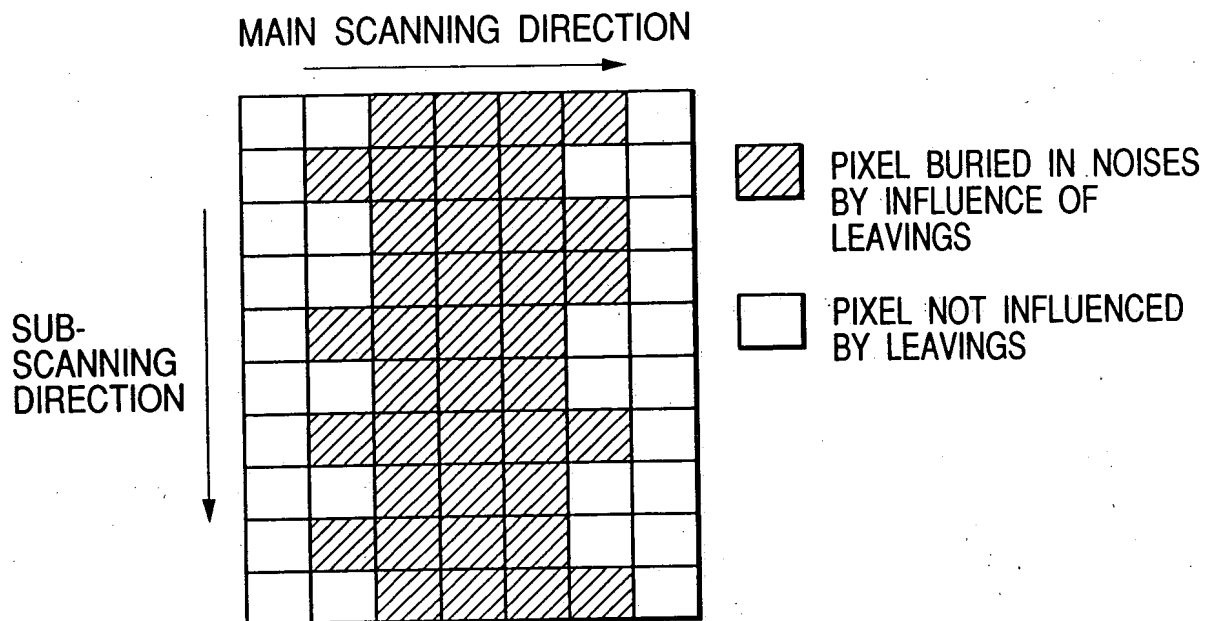 MAIN SCANNING DIRECTION
PIXEL BURIED IN NOISES
BY INFLUENCE OF
LEAVINGS
PIXEL NOT INFLUENCED
BY LEAVINGS
SUB-
SCANNING
DIRECTION